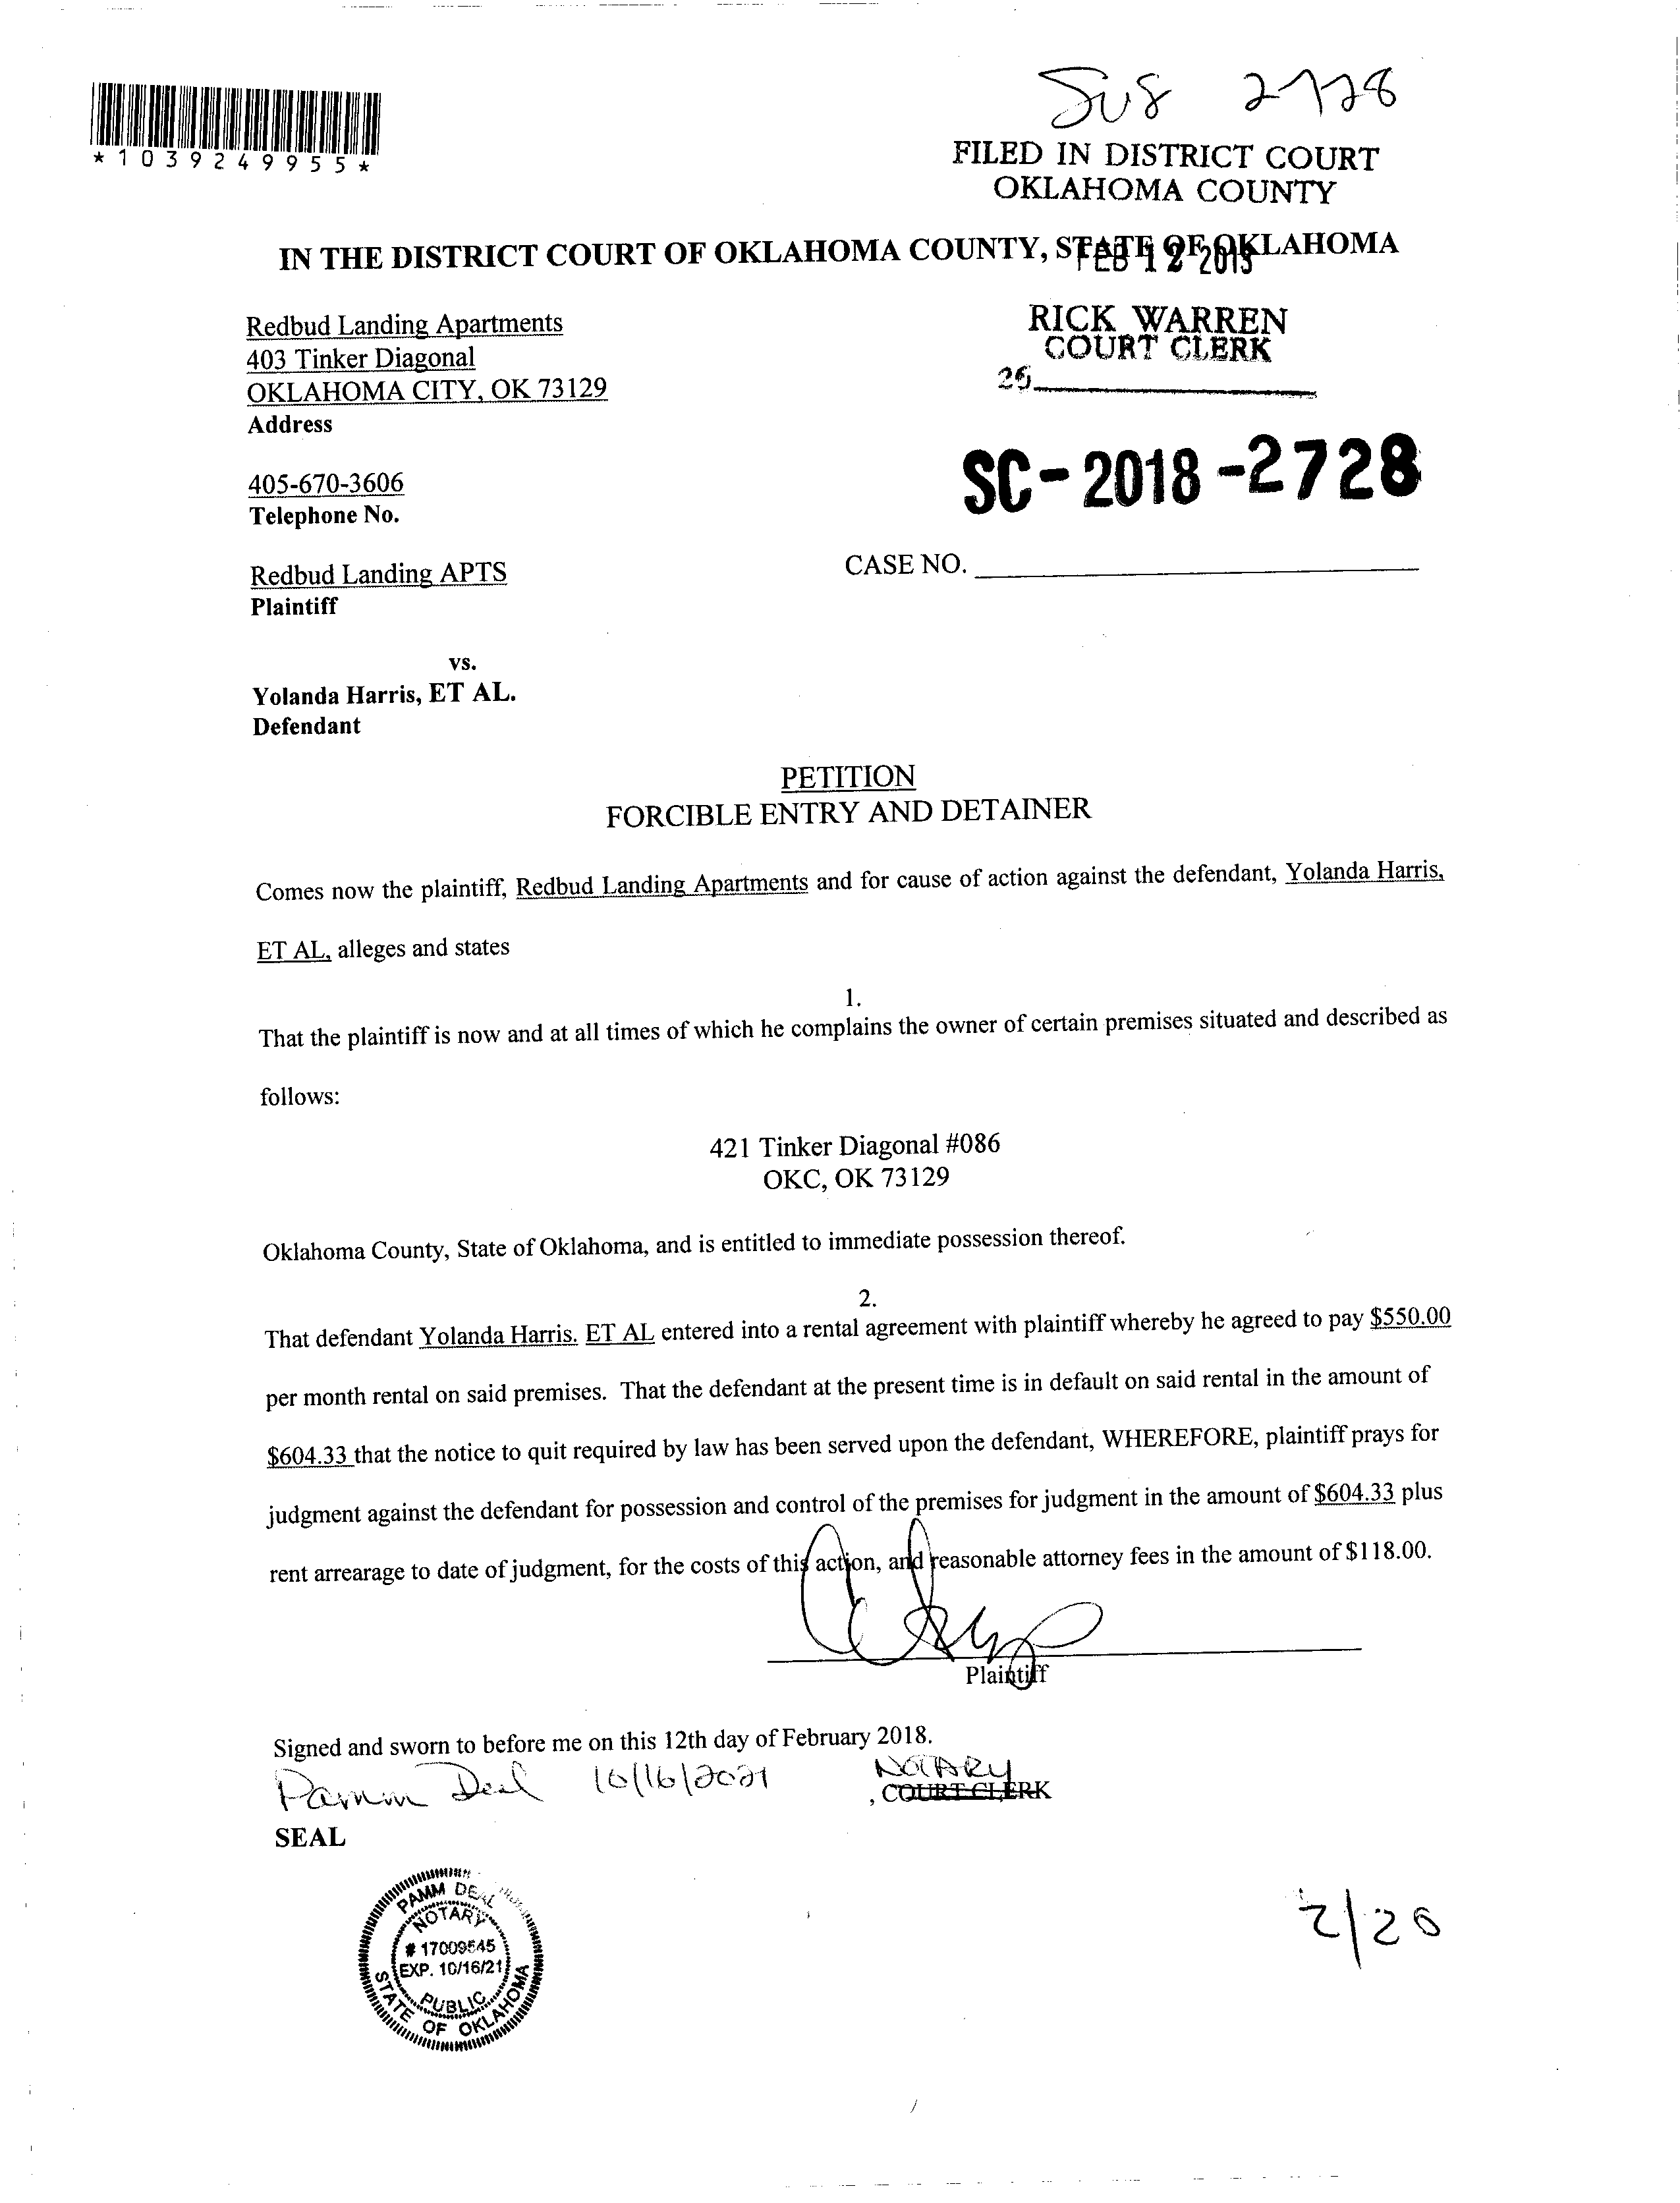 *1039249955*
FILED IN DISTRICT COURT
OKLAHOMA COUNTY
IN THE DISTRICT COURT OF OKLAHOMA COUNTY, STATE OF OKLAHOMA
FEB 12 2018
Redbud Landing Apartments
403 Tinker Diagonal
OKLAHOMA CITY, OK 73129
Address
RICK WARREN
COURT CLERK
405-670-3606
Telephone No.
SC-2018-2728
Redbud Landing APTS
Plaintiff
CASE NO.
vs.
Yolanda Harris, ET AL.
Defendant
PETITION
FORCIBLE ENTRY AND DETAINER
Comes now the plaintiff, Redbud Landing Apartments and for cause of action against the defendant, Yolanda Harris,
ET AL, alleges and states
1.
That the plaintiff is now and at all times of which he complains the owner of certain premises situated and described as
follows:
421 Tinker Diagonal #086
OKC, OK 73129
Oklahoma County, State of Oklahoma, and is entitled to immediate possession thereof.
2.
That defendant Yolanda Harris. ET AL entered into a rental agreement with plaintiff whereby he agreed to pay $550.00
per month rental on said premises. That the defendant at the present time is in default on said rental in the amount of
$604.33 that the notice to quit required by law has been served upon the defendant, WHEREFORE, plaintiff prays for
judgment against the defendant for possession and control of the premises for judgment in the amount of $604.33 plus
rent arrearage to date of judgment, for the costs of this action, and reasonable attorney fees in the amount of $118.00.
Plaintiff
Signed and sworn to before me on this 12th day of February 2018.
Pamm Deal 10/16/2021 NOTARY
, COURT CLERK
SEAL
PAMM DEAL
NOTARY
# 17009545
EXP. 10/16/21
PUBLIC
STATE OF OKLAHOMA
2/20